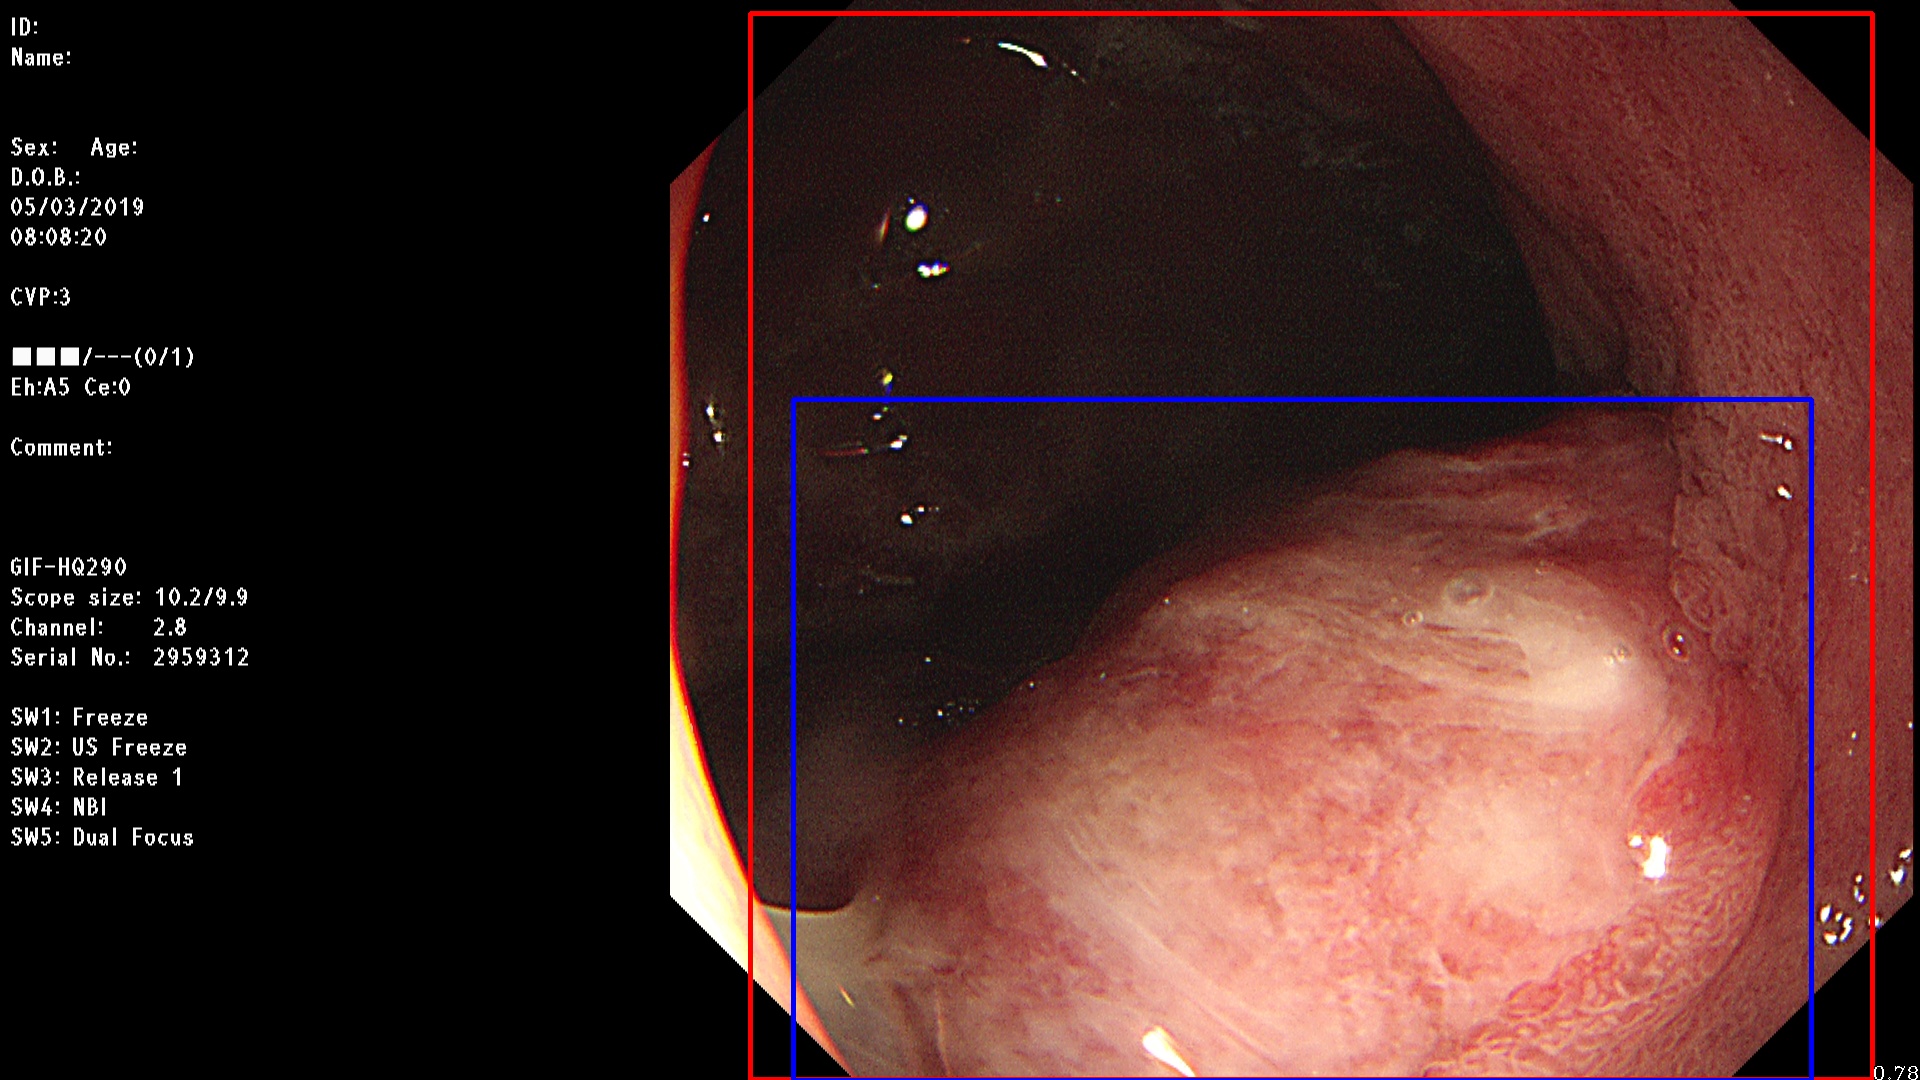 ID:
Name:
Sex: Age:
D.O.B.:
05/03/2019
08:08:20
CVP:3
■■■/---(0/1)
Eh:A5 Ce:0
Comment:
GIF-HQ290
Scope size: 10.2/9.9
Channel: 2.8
Serial No.: 2959312
SW1: Freeze
SW2: US Freeze
SW3: Release 1
SW4: NBI
SW5: Dual Focus
0.78